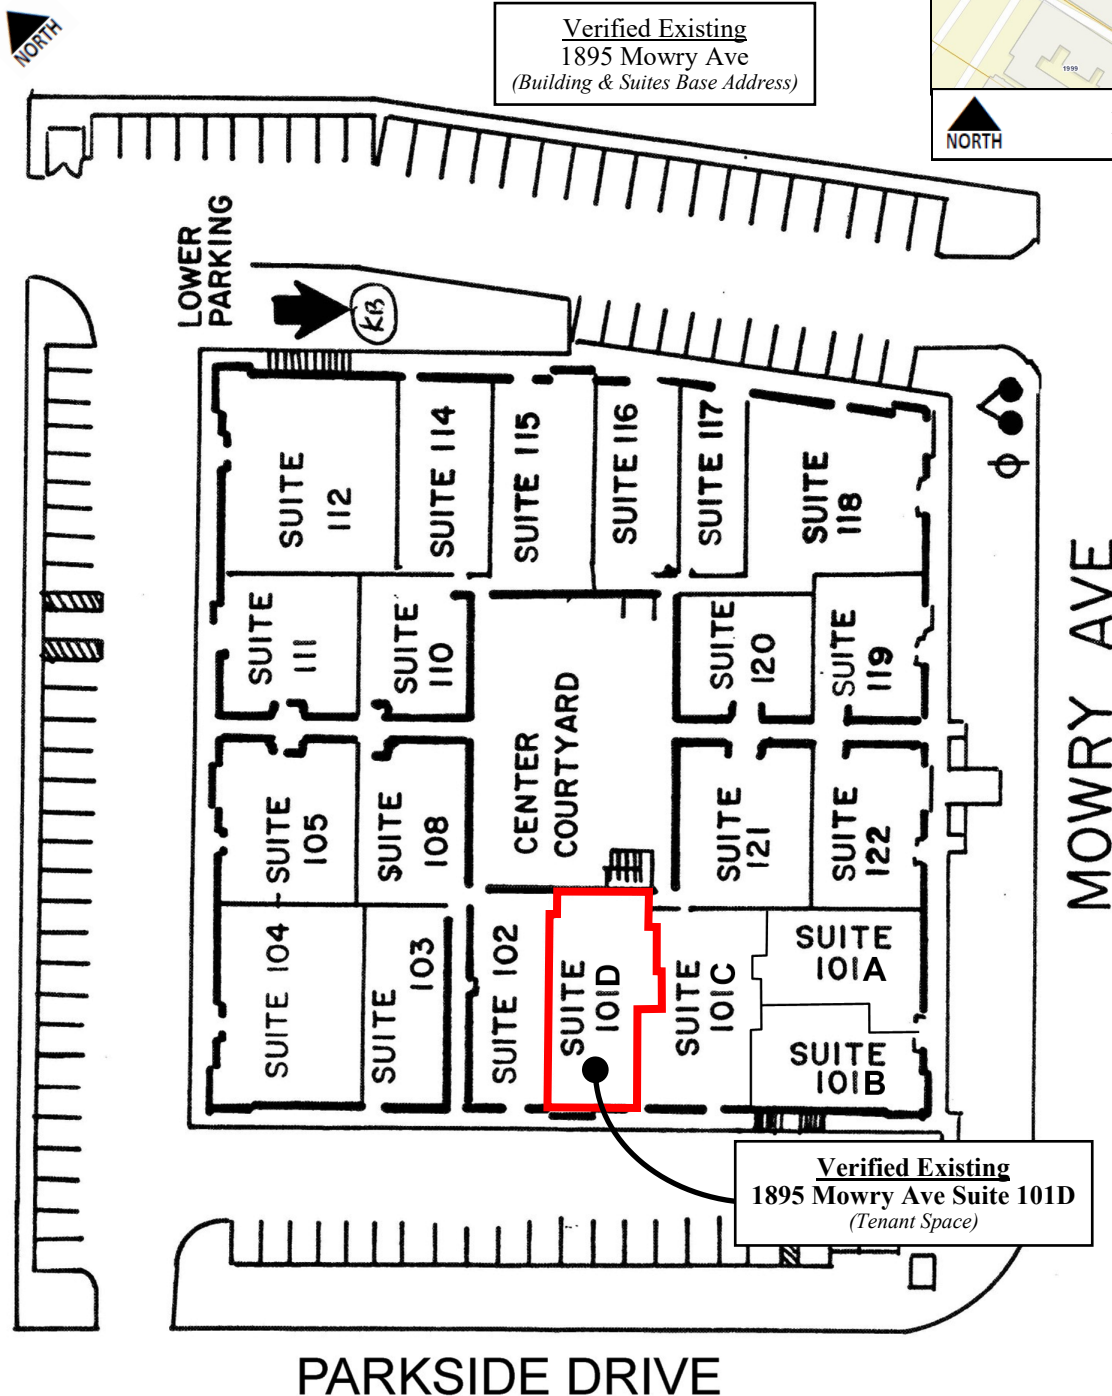 NORTH
Verified Existing
1895 Mowry Ave
(Building & Suites Base Address)
1999
NORTH
LOWER
PARKING
KB
SUITE
112
SUITE 114
SUITE 115
SUITE 116
SUITE 117
SUITE
118
SUITE
111
SUITE
110
SUITE
120
SUITE
119
CENTER
COURTYARD
SUITE
105
SUITE
108
SUITE
121
SUITE
122
SUITE 104
SUITE
103
SUITE 102
SUITE
101D
SUITE
101C
SUITE
101A
SUITE
101B
MOWRY AVE
Verified Existing
1895 Mowry Ave Suite 101D
(Tenant Space)
PARKSIDE DRIVE